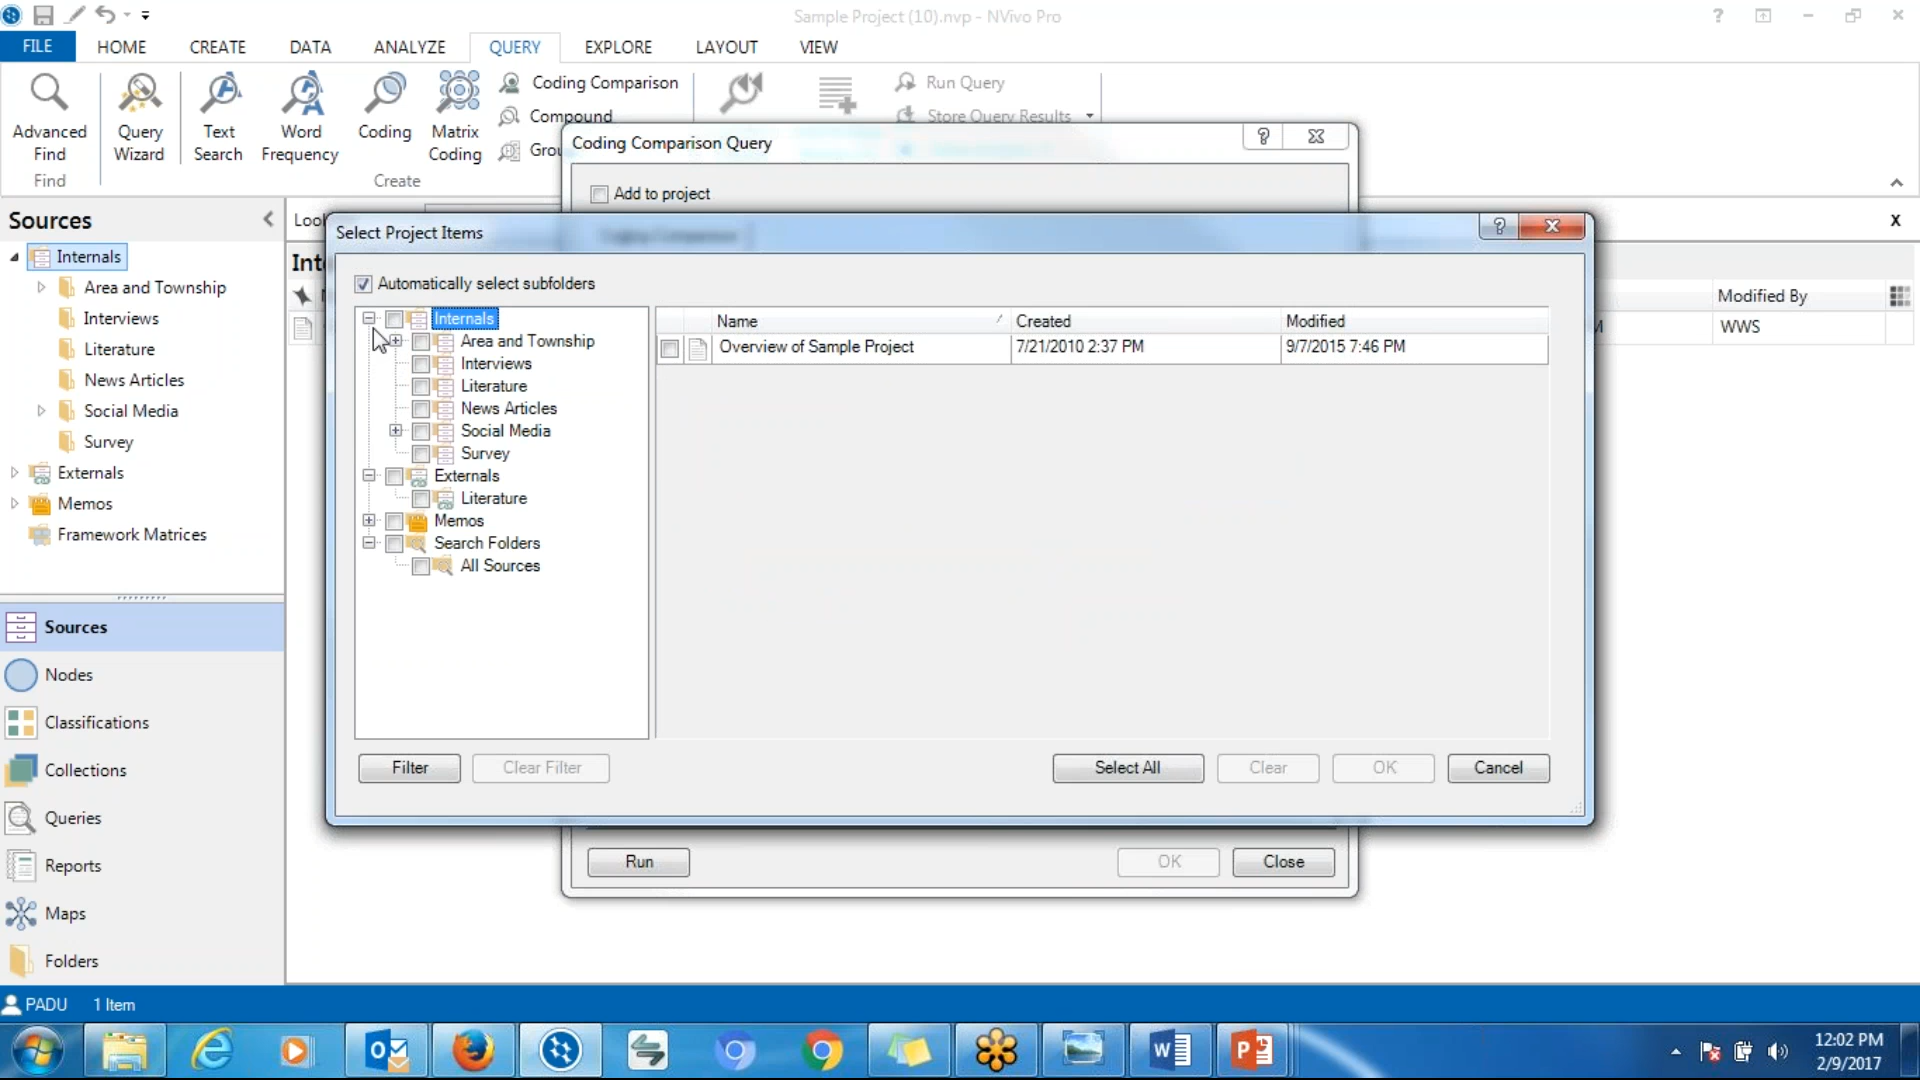 Sample Project (10).nvp - NVivo Pro
FILE HOME CREATE DATA ANALYZE QUERY EXPLORE LAYOUT VIEW
Advanced Find
Query Wizard
Text Search
Word Frequency
Coding
Matrix Coding
Coding Comparison
Compound
Grou
Run Query
Store Query Results
Find
Create
Coding Comparison Query
Add to project
Sources
Internals
Area and Township
Interviews
Literature
News Articles
Social Media
Survey
Externals
Memos
Framework Matrices
Sources
Nodes
Classifications
Collections
Queries
Reports
Maps
Folders
Look
Inte
Modified By
WWS
Select Project Items
Automatically select subfolders
Internals
Area and Township
Interviews
Literature
News Articles
Social Media
Survey
Externals
Literature
Memos
Search Folders
All Sources
Name Created Modified
Overview of Sample Project 7/21/2010 2:37 PM 9/7/2015 7:46 PM
Filter Clear Filter Select All Clear OK Cancel
Run OK Close
PADU 1 Item
12:02 PM
2/9/2017